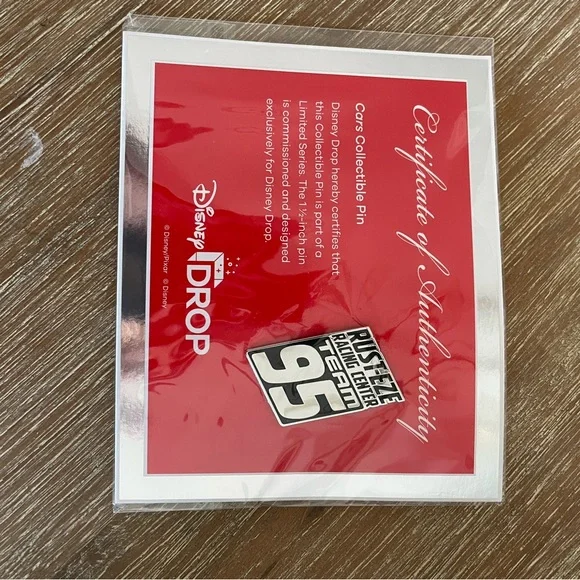 Certificate of Authenticity
Cars Collectible Pin
Disney Drop hereby certifies that
this Collectible Pin is part of a
Limited Series. The 1 ½-inch pin
is commissioned and designed
exclusively for Disney Drop.
Disney DROP
© Disney/Pixar © Disney
RUST-EZE
RACING CENTER
TEAM
95